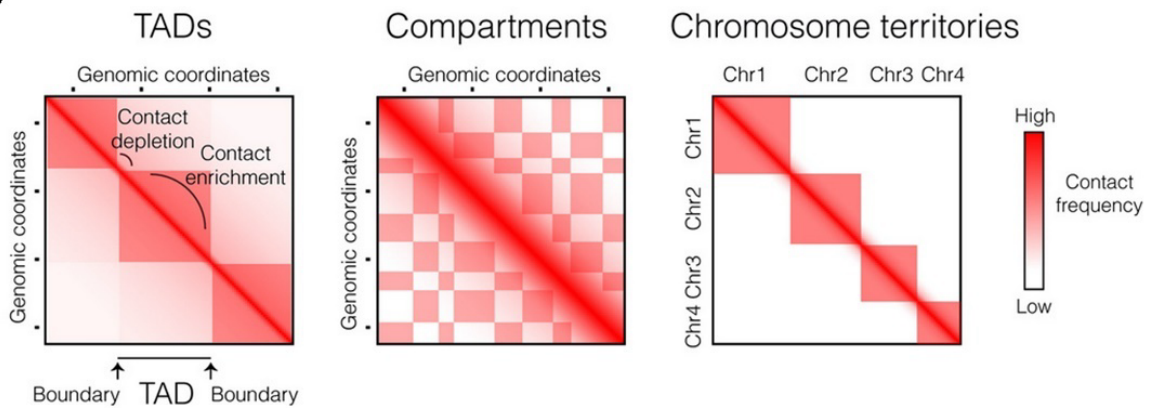 TADs
Genomic coordinates
Genomic coordinates
Contact
depletion
Contact
enrichment
Boundary
TAD
Boundary
Compartments
Genomic coordinates
Genomic coordinates
Chromosome territories
Chr1 Chr2 Chr3 Chr4
Chr1
Chr2
Chr3
Chr4
High
Contact
frequency
Low